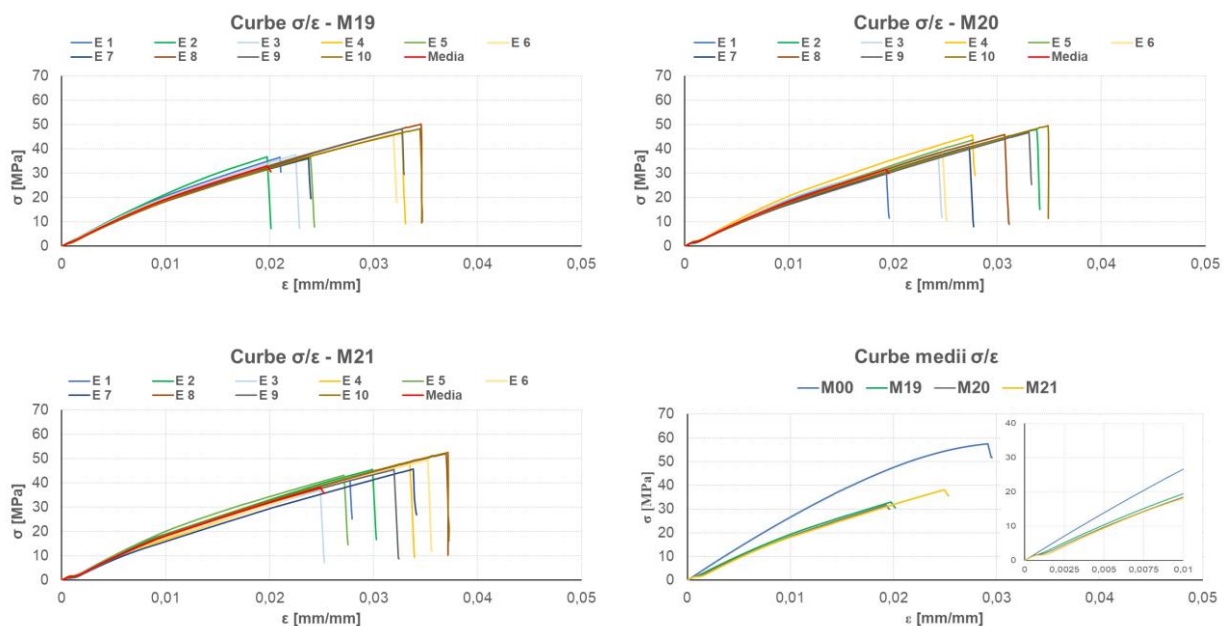 Curbe σ/ε - M19
E 1 E 2 E 3 E 4 E 5 E 6
E 7 E 8 E 9 E 10 Media
70
60
50
40
30
20
10
0
σ [MPa]
0 0,01 0,02 0,03 0,04 0,05
ε [mm/mm]
Curbe σ/ε - M20
E 1 E 2 E 3 E 4 E 5 E 6
E 7 E 8 E 9 E 10 Media
70
60
50
40
30
20
10
0
σ [MPa]
0 0,01 0,02 0,03 0,04 0,05
ε [mm/mm]
Curbe σ/ε - M21
E 1 E 2 E 3 E 4 E 5 E 6
E 7 E 8 E 9 E 10 Media
70
60
50
40
30
20
10
0
σ [MPa]
0 0,01 0,02 0,03 0,04 0,05
ε [mm/mm]
Curbe medii σ/ε
M00 M19 M20 M21
70
60
50
40
30
20
10
0
σ [MPa]
0 0,01 0,02 0,03 0,04 0,05
ε [mm/mm]
40
30
20
10
0
0 0,0025 0,005 0,0075 0,01